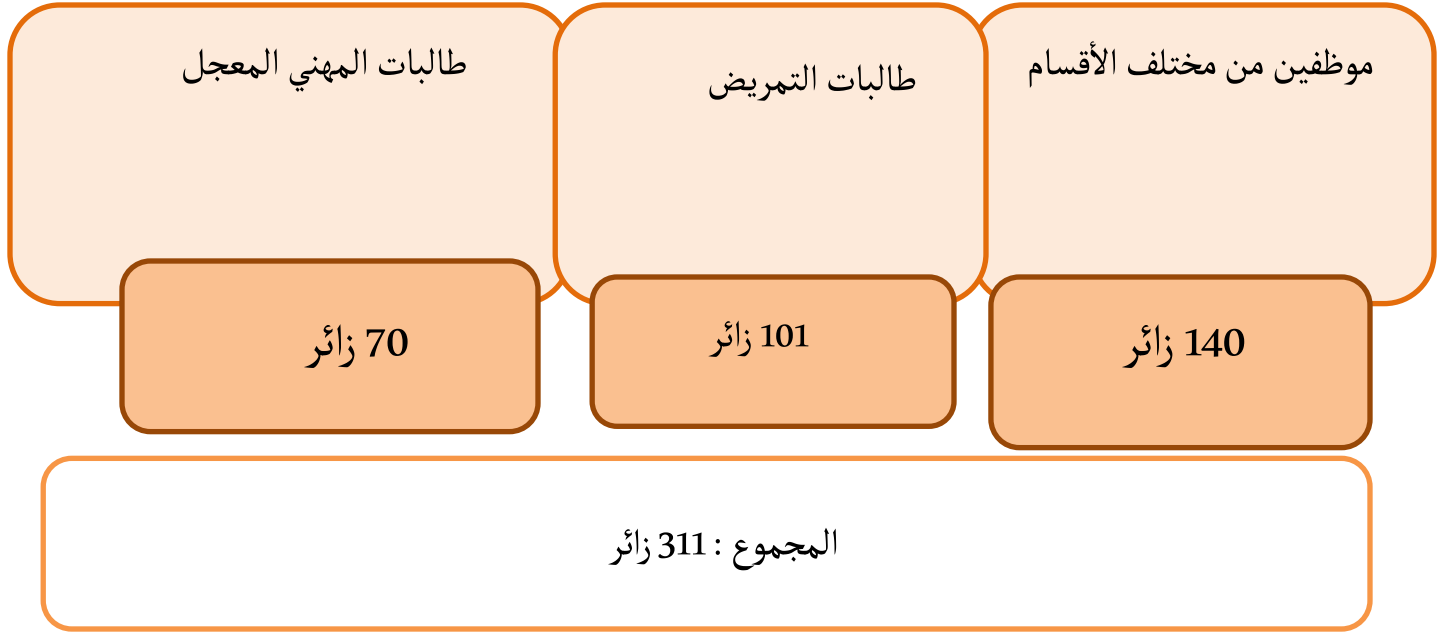 موظفين من مختلف الأقسام
طالبات التمريض
طالبات المهني المعجل
140 زائر
101 زائر
70 زائر
المجموع : 311 زائر